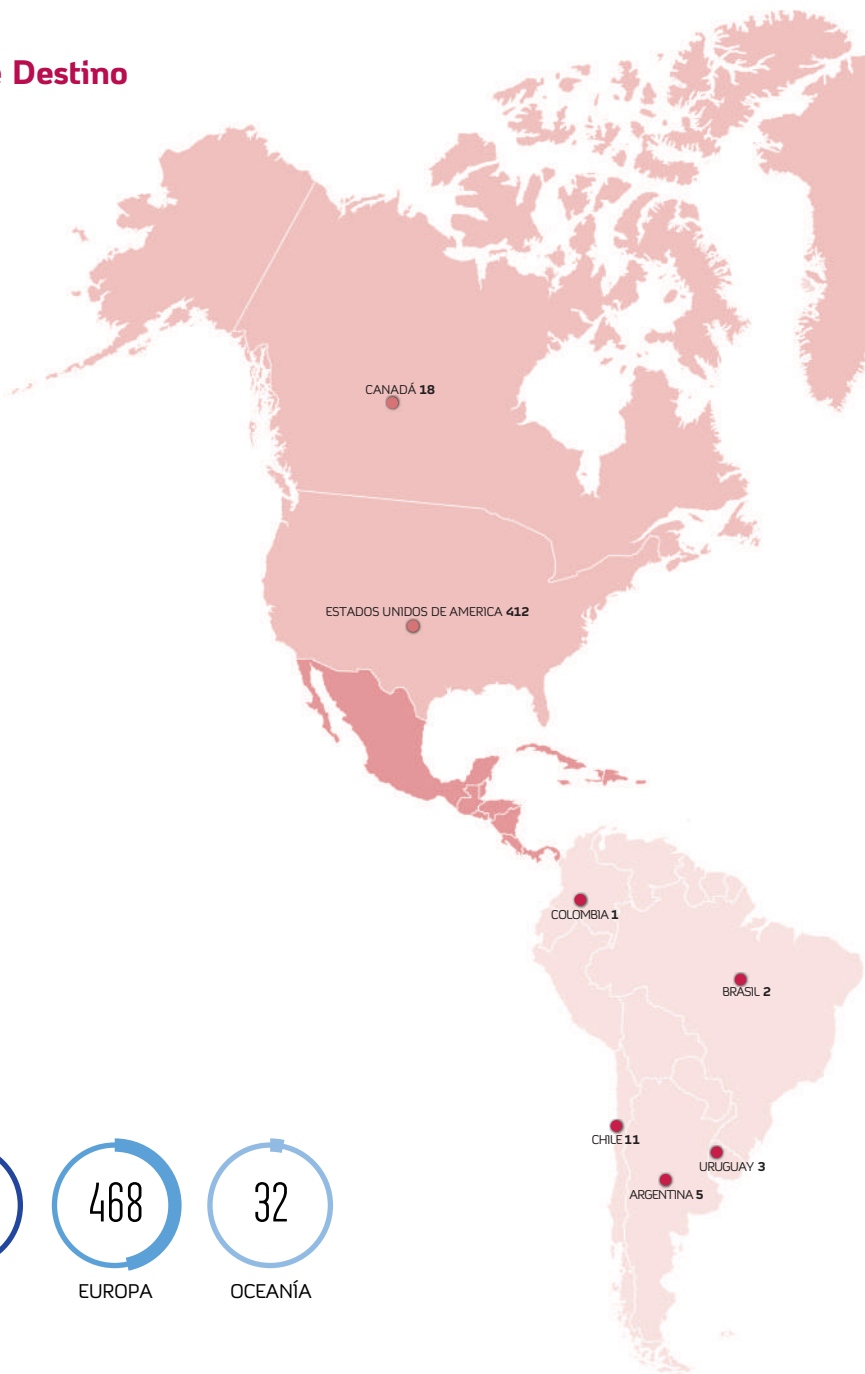 Destino
CANADÁ 18
ESTADOS UNIDOS DE AMERICA 412
COLOMBIA 1
BRASIL 2
CHILE 11
URUGUAY 3
ARGENTINA 5
468
32
EUROPA
OCEANÍA